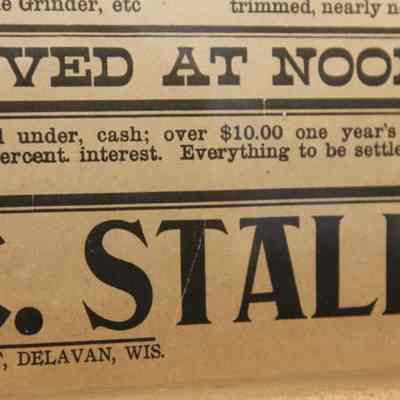 e Grinder, etc trimmed, nearly n
VED AT NOO
l under, cash; over $10.00 one year's
ercent. interest. Everything to be settle
C. STAL
, DELAVAN, WIS.